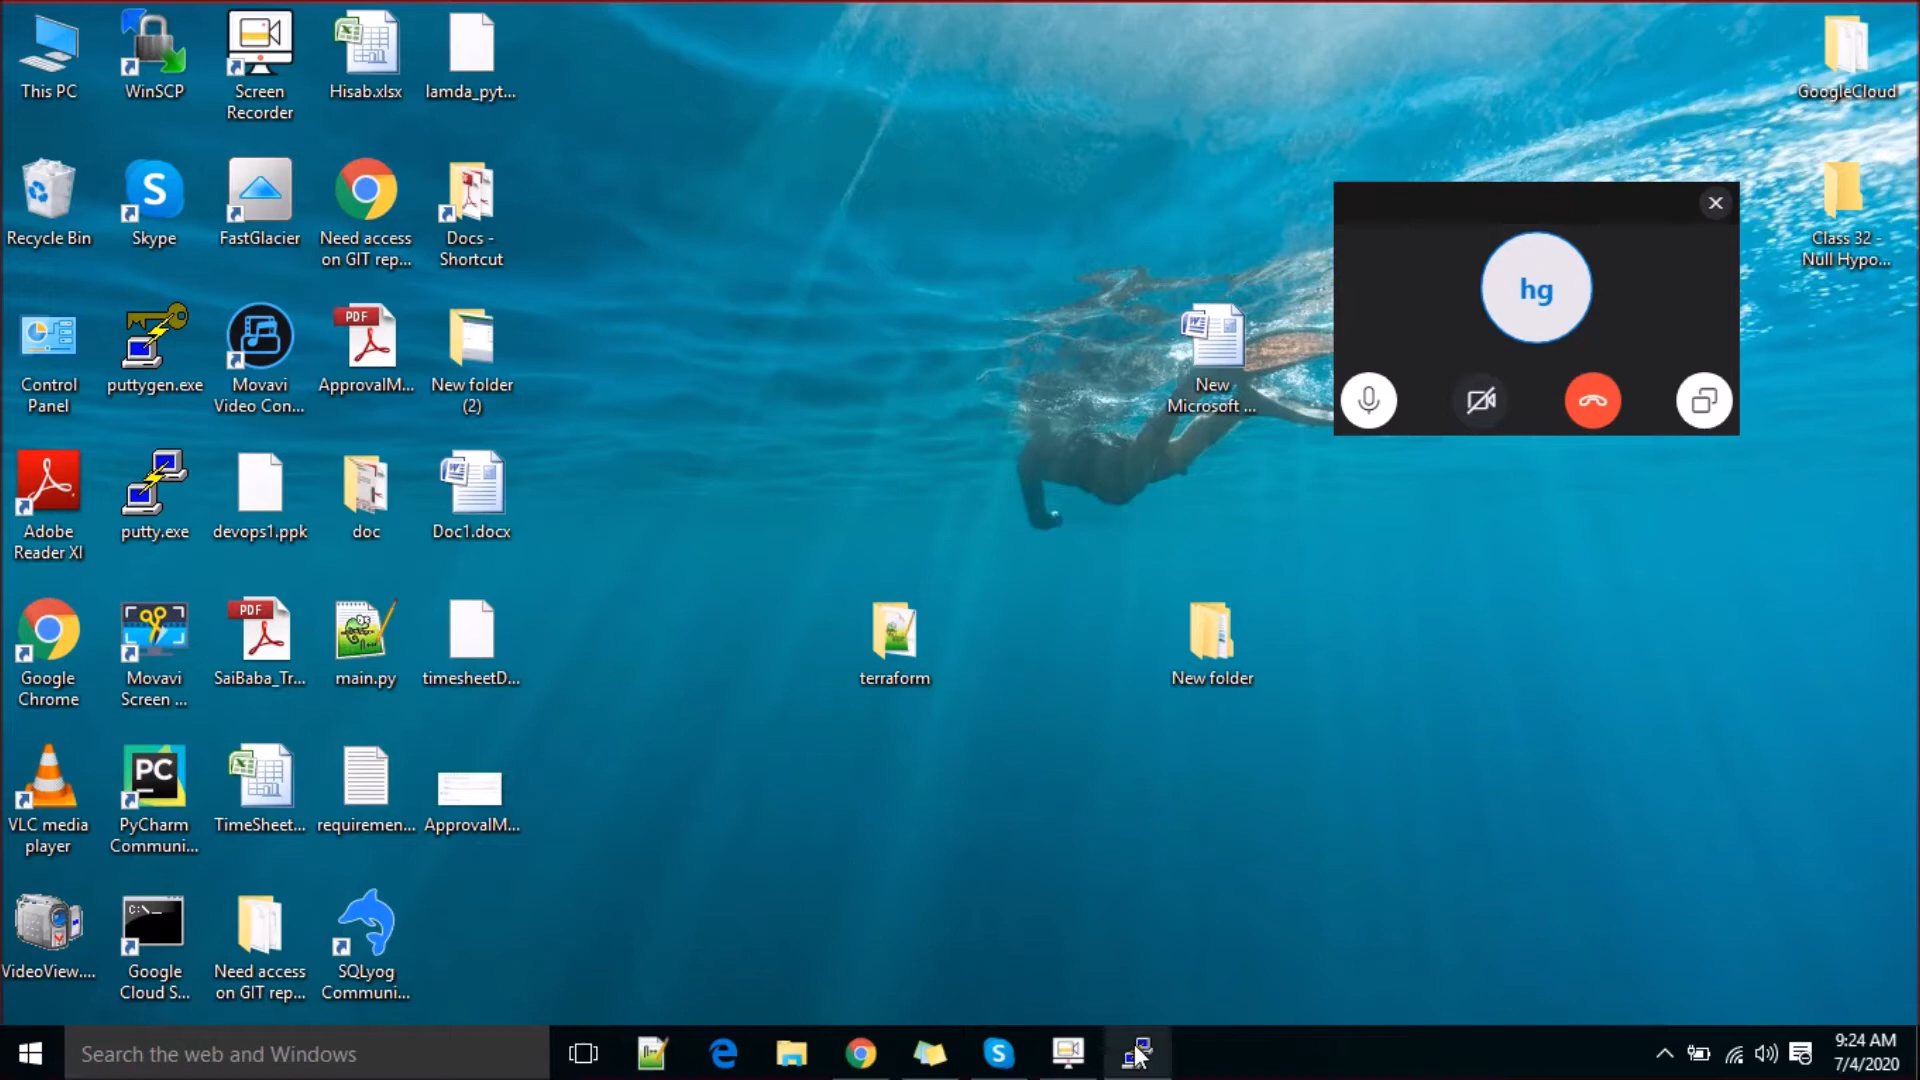 This PC
WinSCP
Screen
Recorder
Hisab.xlsx
lamda_pyt...
GoogleCloud
Recycle Bin
Skype
FastGlacier
Need access
on GIT rep...
Docs -
Shortcut
Class 32 -
Null Hypo...
hg
Control
Panel
puttygen.exe
Movavi
Video Con...
PDF
ApprovalM...
New folder
(2)
New
Microsoft ...
Adobe
Reader XI
putty.exe
devops1.ppk
doc
Doc1.docx
Google
Chrome
Movavi
Screen ...
PDF
SaiBaba_Tr...
main.py
timesheetD...
terraform
New folder
VLC media
player
PC
PyCharm
Communi...
TimeSheet...
requiremen...
ApprovalM...
VideoView....
C:\_
Google
Cloud S...
Need access
on GIT rep...
SQLyog
Communi...
Search the web and Windows
9:24 AM
7/4/2020